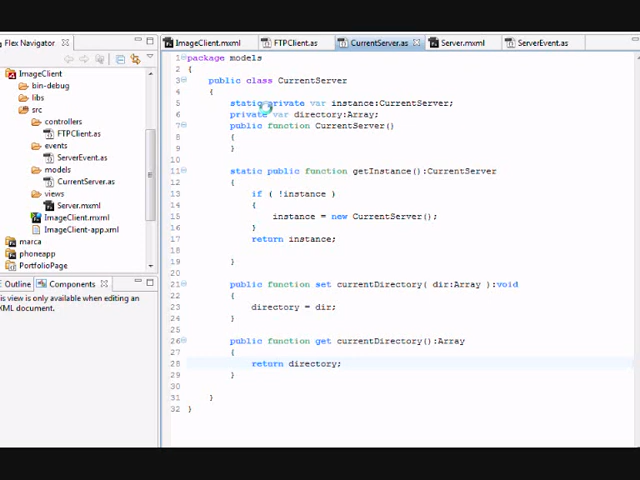 Flex Navigator
ImageClient
bin-debug
libs
src
controllers
FTPClient.as
events
ServerEvent.as
models
CurrentServer.as
views
Server.mxml
ImageClient.mxml
ImageClient-app.xml
marca
phoneapp
PortfolioPage
Outline Components
his view is only available when editing an
XML document.
ImageClient.mxml FTPClient.as CurrentServer.as Server.mxml ServerEvent.as
1 package models
2 {
3 public class CurrentServer
4 {
5 static private var instance:CurrentServer;
6 private var directory:Array;
7 public function CurrentServer()
8 {
9 }
10
11 static public function getInstance():CurrentServer
12 {
13 if ( !instance )
14 {
15 instance = new CurrentServer();
16 }
17 return instance;
18
19 }
20
21 public function set currentDirectory( dir:Array ):void
22 {
23 directory = dir;
24 }
25
26 public function get currentDirectory():Array
27 {
28 return directory;
29 }
30
31 }
32 }